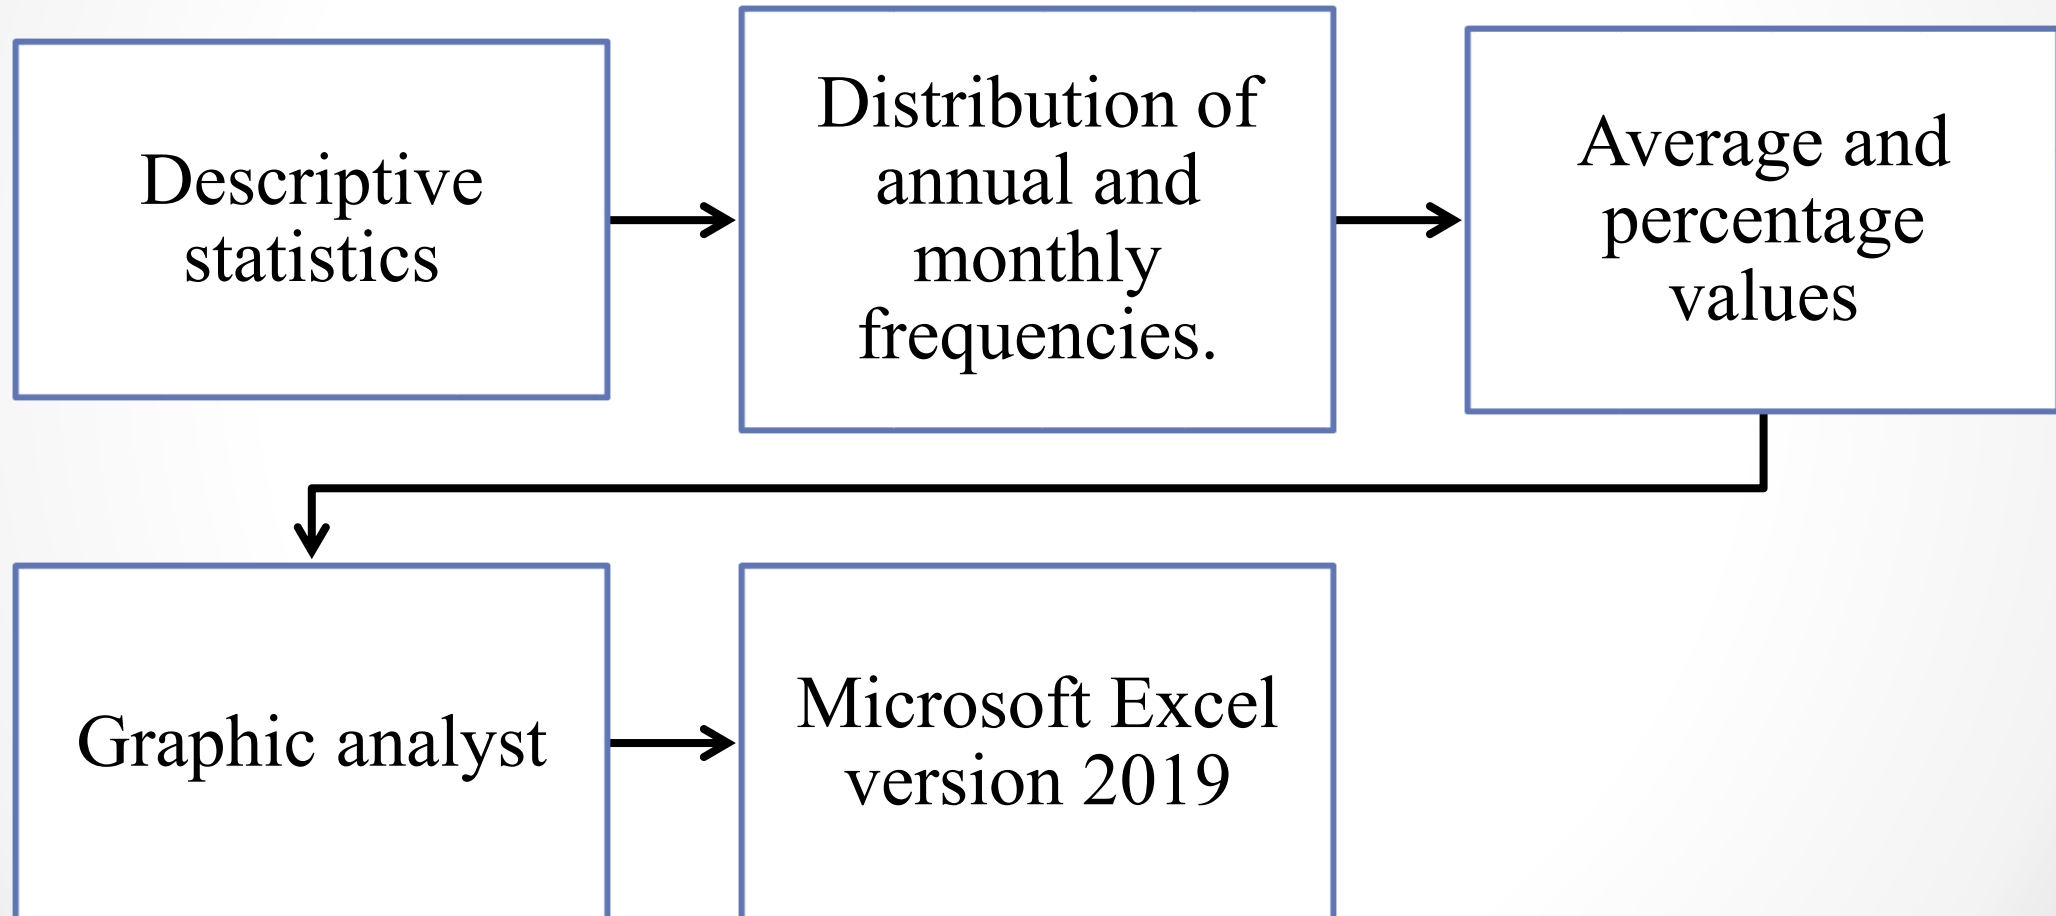 Descriptive
statistics
Distribution of
annual and
monthly
frequencies.
Average and
percentage
values
Graphic analyst
Microsoft Excel
version 2019